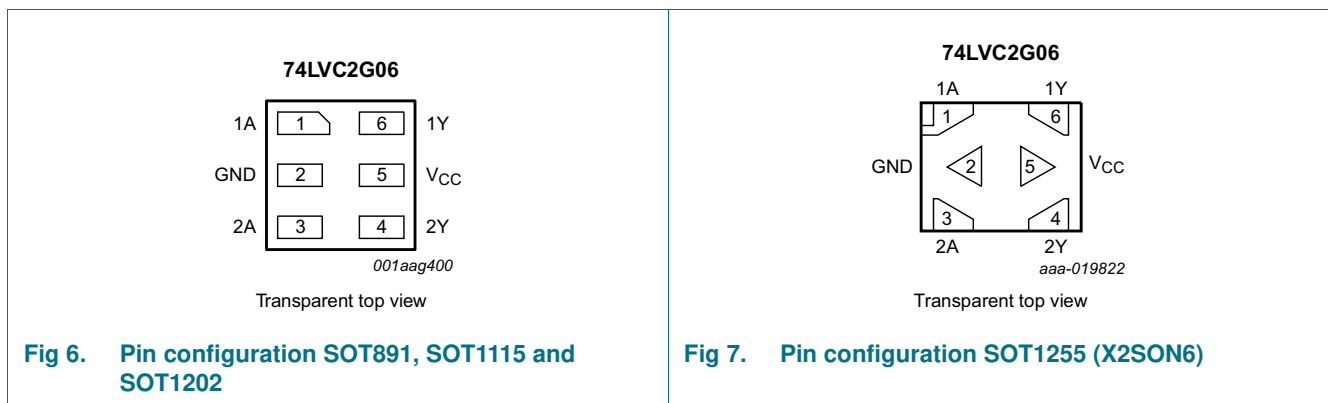 74LVC2G06
1A 1 6 1Y
GND 2 5 VCC
2A 3 4 2Y
001aag400
Transparent top view
Fig 6. Pin configuration SOT891, SOT1115 and
SOT1202
74LVC2G06
1A 1Y
1 6
GND 2 5 VCC
3 4
2A 2Y
aaa-019822
Transparent top view
Fig 7. Pin configuration SOT1255 (X2SON6)